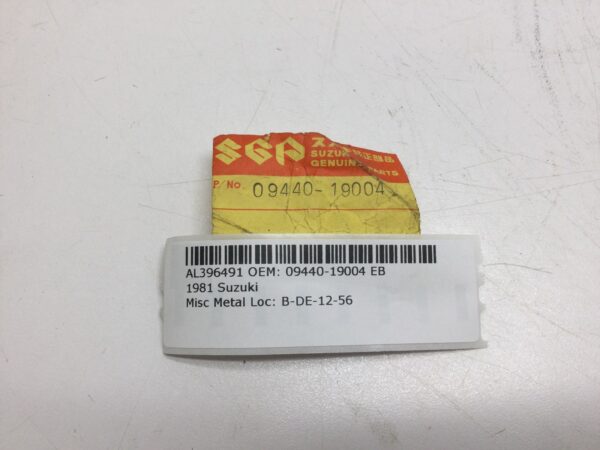 SGP
SUZUKI
GENUINE PARTS
P/No. 09440-19004
AL396491 OEM: 09440-19004 EB
1981 Suzuki
Misc Metal Loc: B-DE-12-56